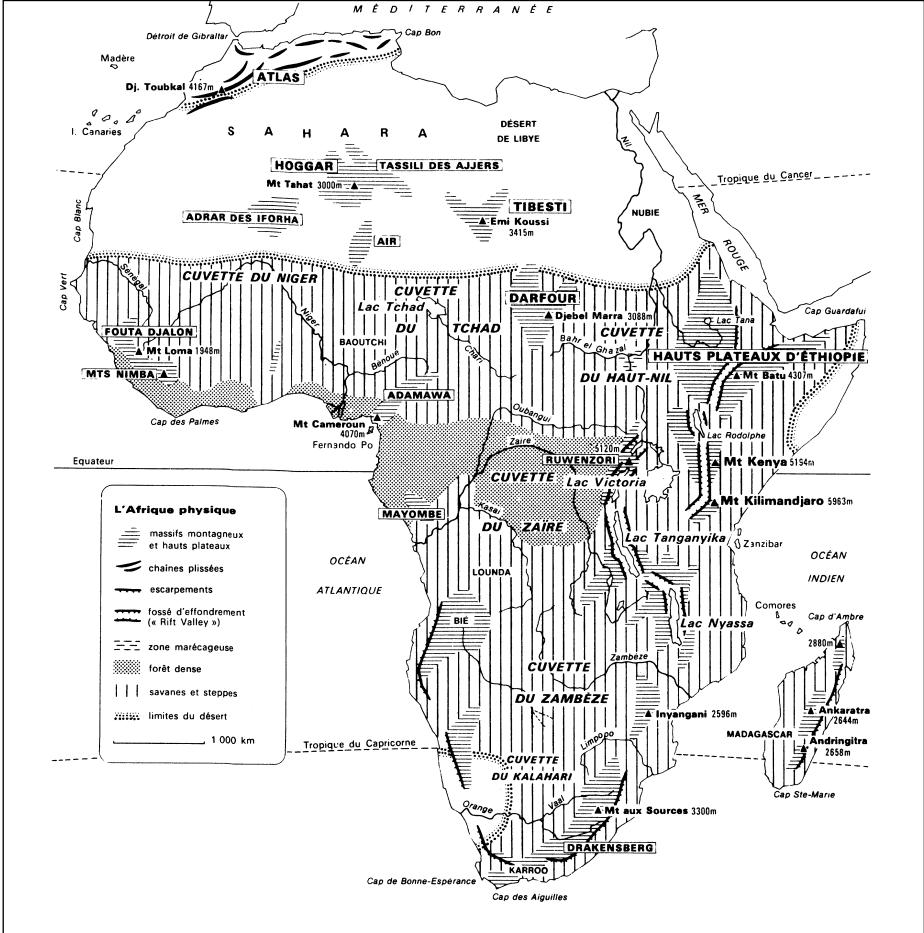 MÉDITERRANÉE
Détroit de Gibraltar
Cap Bon
Madère
Dj. Toubkal 4167m
ATLAS
I. Canaries
SAHARA
DÉSERT
DE LIBYE
Nil
HOGGAR
TASSILI DES AJJERS
Mt Tahat 3000m
Tropique du Cancer
MER
ROUGE
ADRAR DES IFORHA
TIBESTI
Emi Koussi
3415m
NUBIE
Cap Blanc
AIR
Cap Vert
Sénégal
CUVETTE DU NIGER
CUVETTE
Lac Tchad
DU
TCHAD
DARFOUR
Djebel Marra 3088m
CUVETTE
Lac Tana
Cap Guardafui
FOUTA DJALON
Mt Loma 1948m
Niger
BAOUTCHI
Bénoue
Chari
Bahr el Ghazal
HAUTS PLATEAUX D'ÉTHIOPIE
MTS NIMBA
DU HAUT-NIL
Mt Batu 4307m
ADAMAWA
Cap des Palmes
Mt Cameroun
4070m
Fernando Po
Oubangui
Lac Rodolphe
Equateur
Zaïre
5120m
RUWENZORI
Mt Kenya 5194m
CUVETTE
Lac Victoria
Mt Kilimandjaro 5963m
MAYOMBE
Kasaï
DU ZAIRE
Lac Tanganyika
Zanzibar
OCÉAN
ATLANTIQUE
LOUNDA
OCÉAN
INDIEN
Comores
Cap d'Ambre
BIÉ
Lac Nyassa
2880m
CUVETTE
Zambèze
DU ZAMBÈZE
Inyangani 2596m
Ankaratra
2644m
MADAGASCAR
Andringitra
2658m
Tropique du Capricorne
Limpopo
CUVETTE
DU KALAHARI
Cap Ste-Marie
Orange
Vaal
Mt aux Sources 3300m
DRAKENSBERG
KARROO
Cap de Bonne-Espérance
Cap des Aiguilles
L'Afrique physique
massifs montagneux
et hauts plateaux
chaines plissées
escarpements
fossé d'effondrement
(« Rift Valley »)
zone marécageuse
forêt dense
savanes et steppes
limites du désert
1 000 km